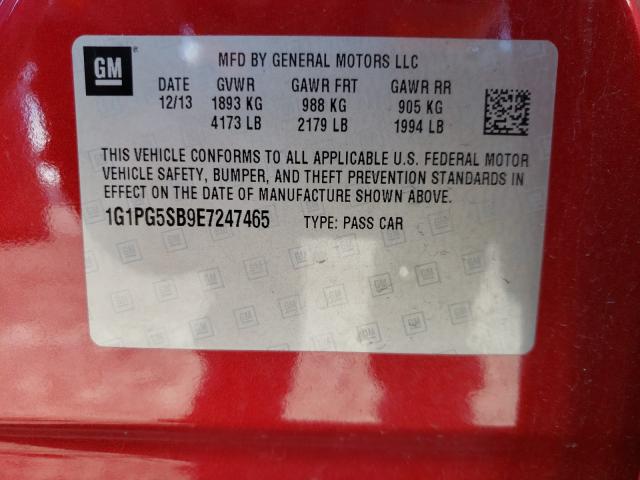 GM ®
MFD BY GENERAL MOTORS LLC
DATE GVWR GAWR FRT GAWR RR
12/13 1893 KG 988 KG 905 KG
4173 LB 2179 LB 1994 LB
THIS VEHICLE CONFORMS TO ALL APPLICABLE U.S. FEDERAL MOTOR
VEHICLE SAFETY, BUMPER, AND THEFT PREVENTION STANDARDS IN
EFFECT ON THE DATE OF MANUFACTURE SHOWN ABOVE.
1G1PG5SB9E7247465 TYPE: PASS CAR